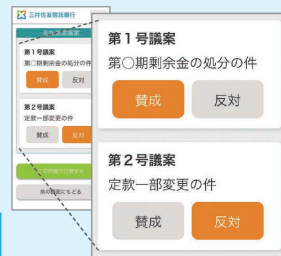 三井住友信託銀行
第1号議案
第○期剰余金の処分の件
賛成
反対
第2号議案
定款一部変更の件
賛成
反対
前の画面にもどる
第1号議案
第○期剰余金の処分の件
賛成
反対
第2号議案
定款一部変更の件
賛成
反対